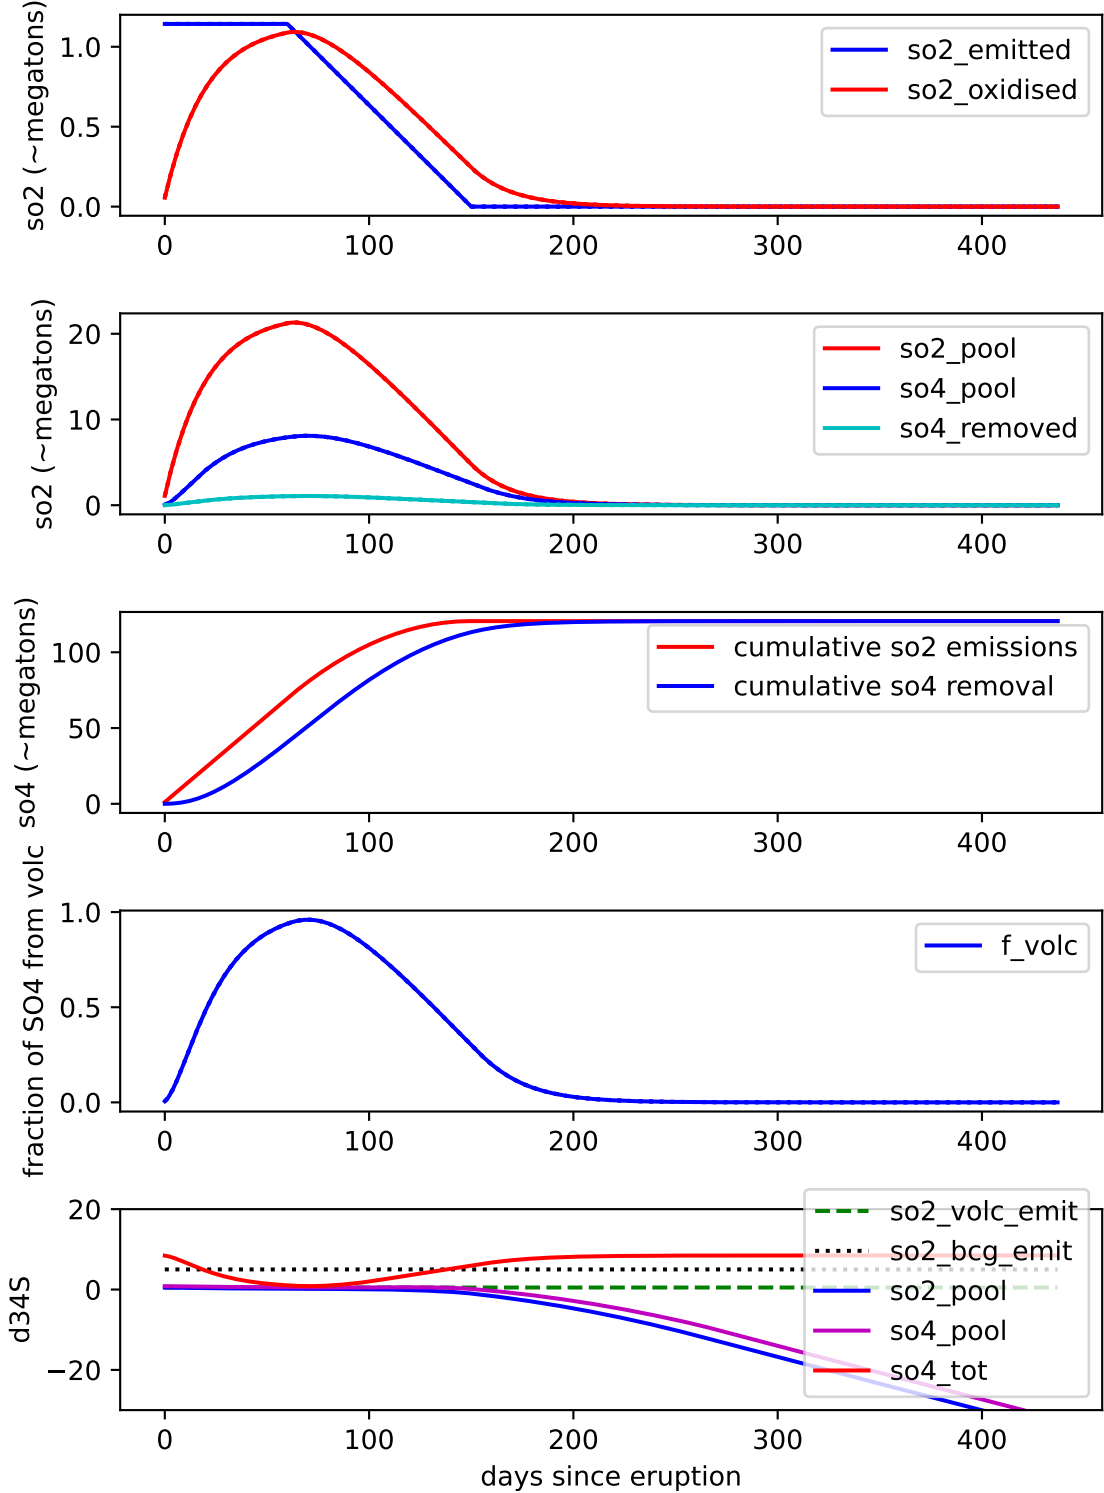 so2 (~megatons)
1.0
0.5
0.0
so2_emitted
so2_oxidised
0 100 200 300 400
so2 (~megatons)
20
10
0
so2_pool
so4_pool
so4_removed
0 100 200 300 400
so4 (~megatons)
100
50
0
cumulative so2 emissions
cumulative so4 removal
0 100 200 300 400
fraction of SO4 from volc
1.0
0.5
0.0
f_volc
0 100 200 300 400
d34S
20
0
−20
so2_volc_emit
so2_bcg_emit
so2_pool
so4_pool
so4_tot
0 100 200 300 400
days since eruption